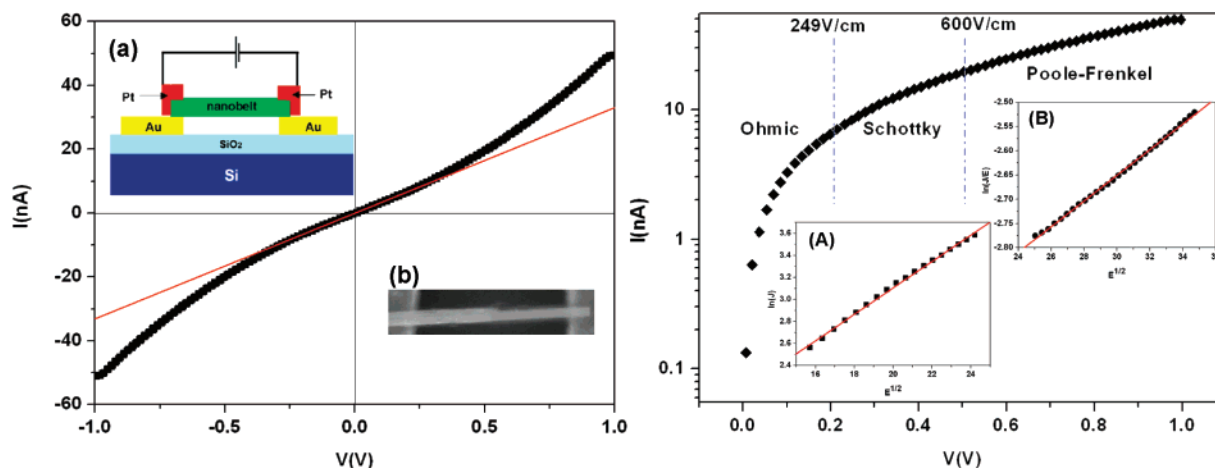 (a)
Pt
Pt
nanobelt
Au
Au
SiO2
Si
(b)
60
40
20
0
-20
-40
-60
I(nA)
-1.0 -0.5 0.0 0.5 1.0
V(V)
249V/cm 600V/cm
Ohmic Schottky Poole-Frenkel
10
1
0.1
I(nA)
0.0 0.2 0.4 0.6 0.8 1.0
V(V)
(A)
3.6
3.4
3.2
3.0
2.8
2.6
2.4
ln(J)
16 18 20 22 24
E1/2
(B)
-2.50
-2.55
-2.60
-2.65
-2.70
-2.75
-2.80
ln(J/E)
24 26 28 30 32 34
E1/2